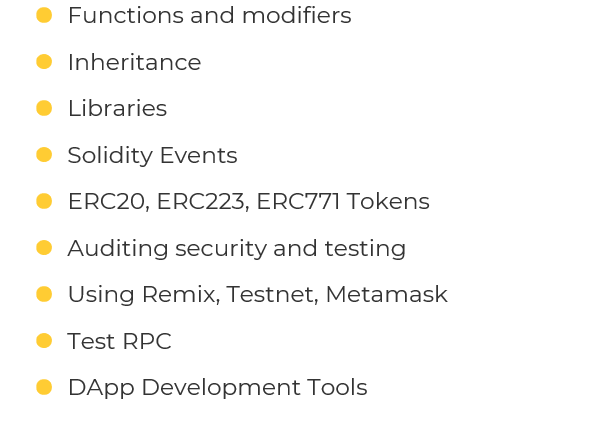 Functions and modifiers
Inheritance
Libraries
Solidity Events
ERC20, ERC223, ERC771 Tokens
Auditing security and testing
Using Remix, Testnet, Metamask
Test RPC
DApp Development Tools